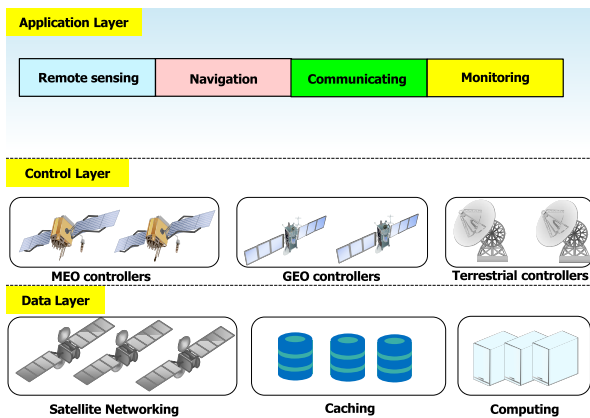 Application Layer
Remote sensing Navigation Communicating Monitoring
Control Layer
MEO controllers GEO controllers Terrestrial controllers
Data Layer
Satellite Networking Caching Computing